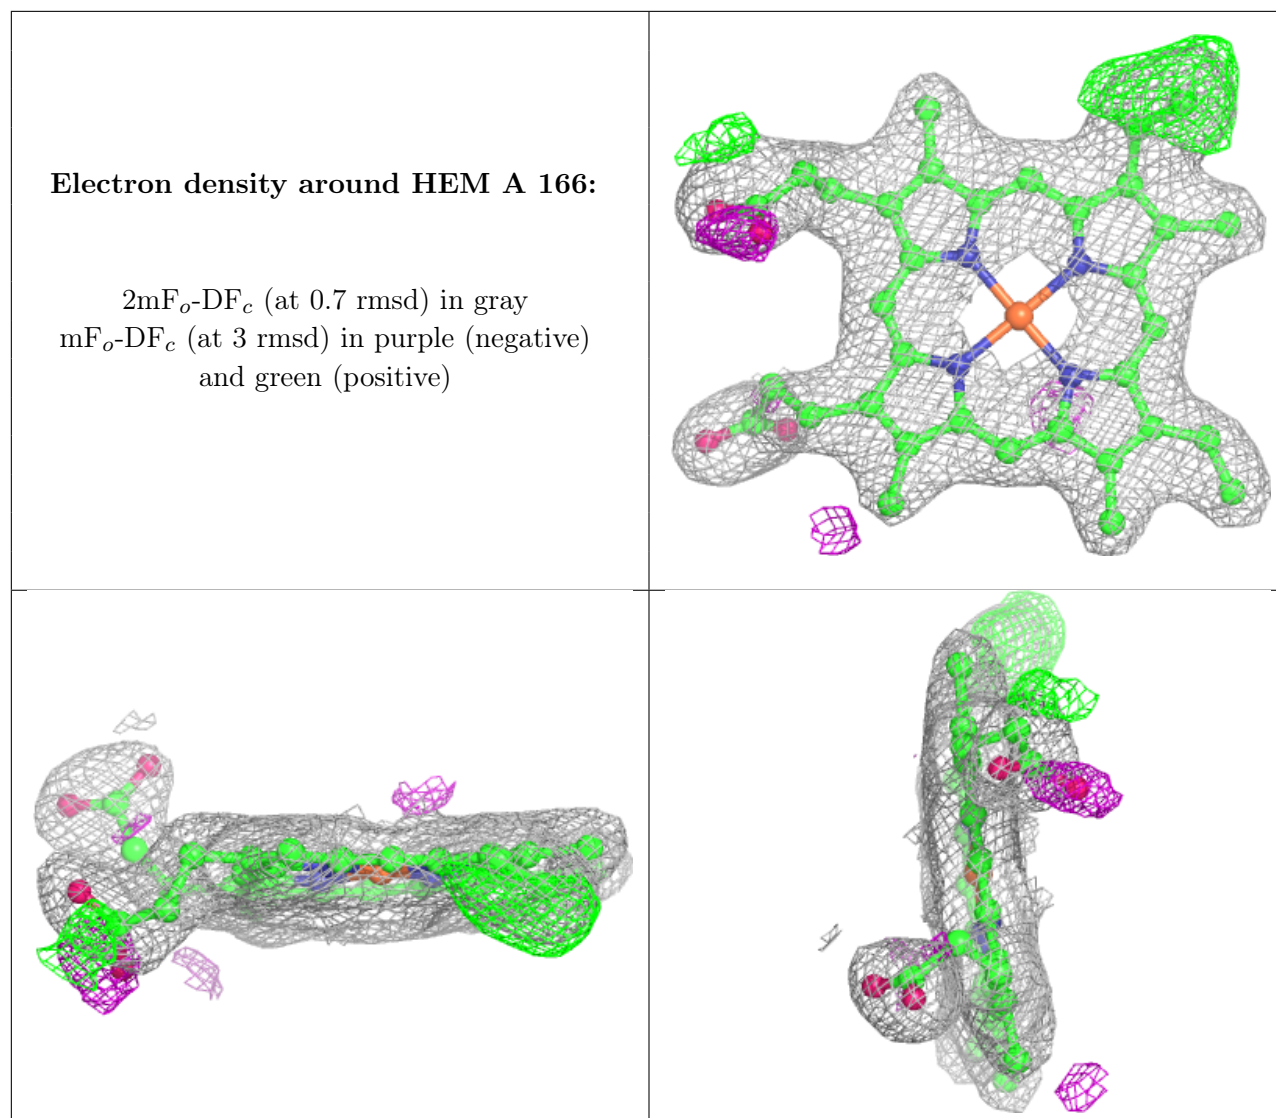 Electron density around HEM A 166:
2mFo-DFc (at 0.7 rmsd) in gray
mFo-DFc (at 3 rmsd) in purple (negative)
and green (positive)